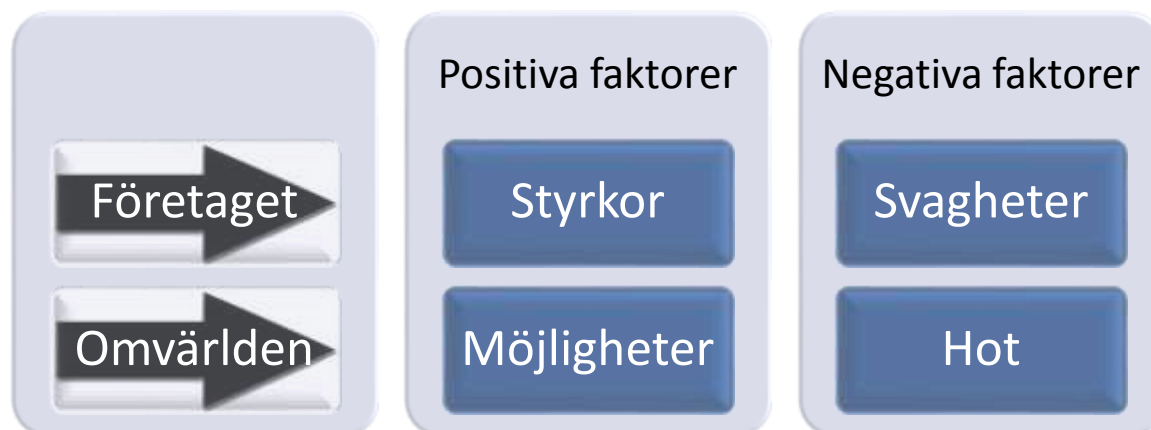 Positiva faktorer
Negativa faktorer
Företaget
Styrkor
Svagheter
Omvärlden
Möjligheter
Hot